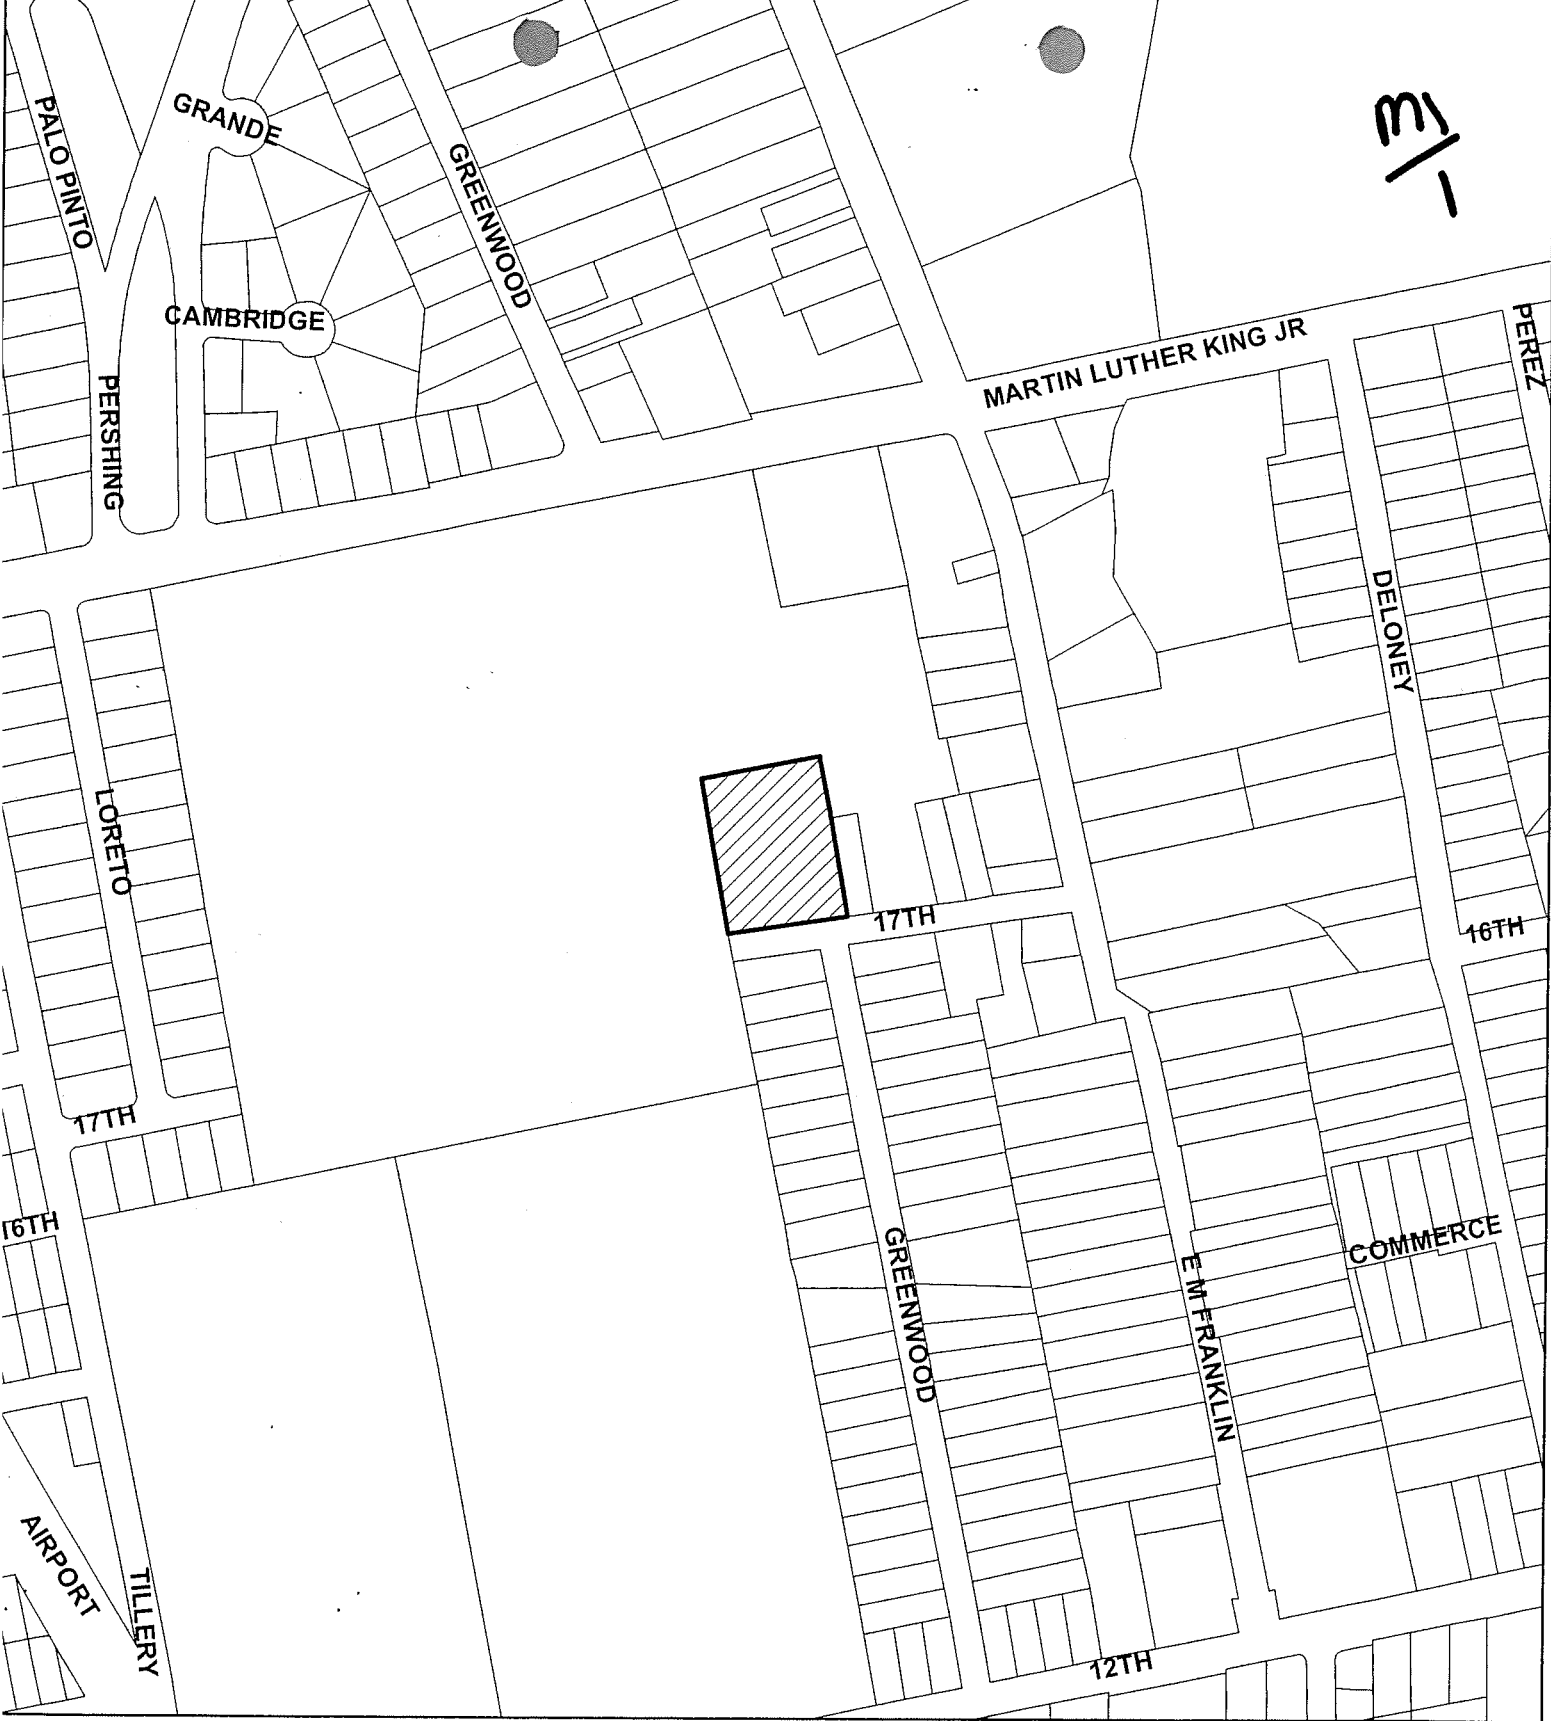 GRANDE
PALO PINTO
M1
/
1
GREENWOOD
CAMBRIDGE
PEREZ
MARTIN LUTHER KING JR
PERSHING
DELONEY
LORETO
17TH
16TH
17TH
16TH
GREENWOOD
COMMERCE
E M FRANKLIN
AIRPORT
TILLERY
12TH